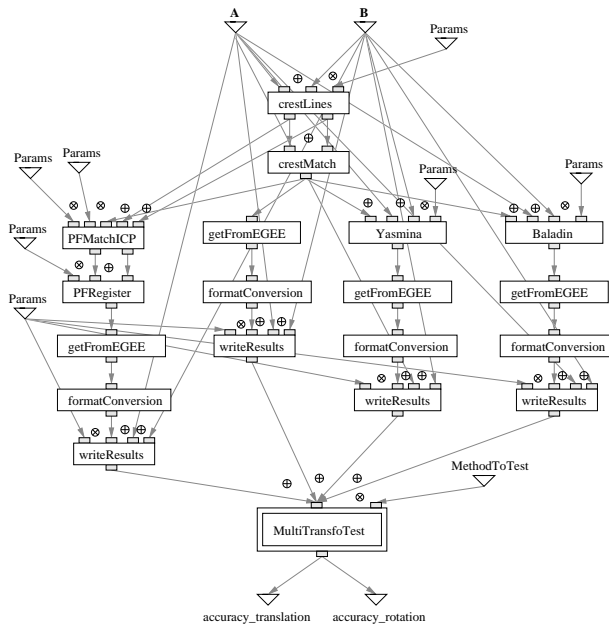 A
B
Params
crestLines
crestMatch
Params
Params
Params
Params
PFMatchICP
getFromEGEE
Yasmina
Baladin
Params
PFRegister
formatConversion
getFromEGEE
getFromEGEE
Params
getFromEGEE
writeResults
formatConversion
formatConversion
formatConversion
writeResults
writeResults
writeResults
MethodToTest
MultiTransfoTest
accuracy_translation
accuracy_rotation